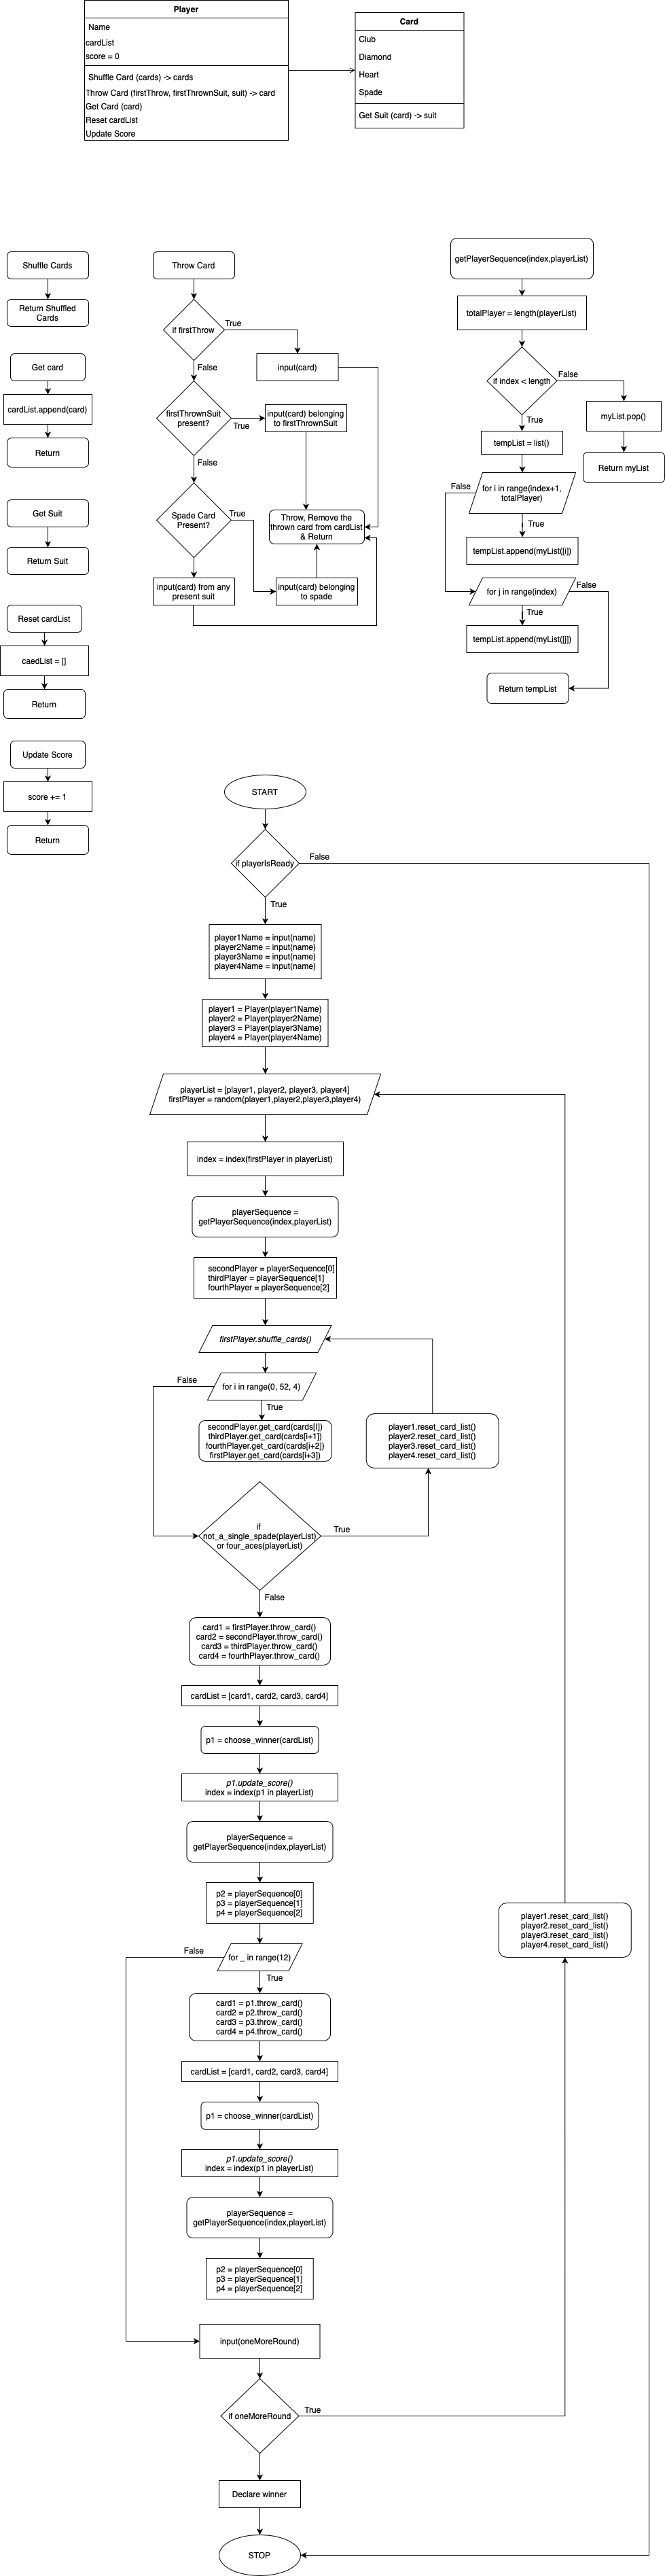 Player
Name
cardList
score = 0
Shuffle Card (cards) -> cards
Throw Card (firstThrow, firstThrownSuit, suit) -> card
Get Card (card)
Reset cardList
Update Score
Card
Club
Diamond
Heart
Spade
Get Suit (card) -> suit
Shuffle Cards
Return Shuffled
Cards
Get card
cardList.append(card)
Return
Get Suit
Return Suit
Reset cardList
caedList = []
Return
Update Score
score += 1
Return
Throw Card
if firstThrow
True
False
input(card)
firstThrownSuit
present?
True
False
input(card) belonging
to firstThrownSuit
Spade Card
Present?
True
Throw, Remove the
thrown card from cardList
& Return
input(card) from any
present suit
input(card) belonging
to spade
getPlayerSequence(index,playerList)
totalPlayer = length(playerList)
if index < length
False
True
myList.pop()
Return myList
tempList = list()
for i in range(index+1,
totalPlayer)
False
True
tempList.append(myList([i])
for j in range(index)
False
True
tempList.append(myList([j])
Return tempList
START
if playerIsReady
False
True
player1Name = input(name)
player2Name = input(name)
player3Name = input(name)
player4Name = input(name)
player1 = Player(player1Name)
player2 = Player(player2Name)
player3 = Player(player3Name)
player4 = Player(player4Name)
playerList = [player1, player2, player3, player4]
firstPlayer = random(player1,player2,player3,player4)
index = index(firstPlayer in playerList)
playerSequence =
getPlayerSequence(index,playerList)
secondPlayer = playerSequence[0]
thirdPlayer = playerSequence[1]
fourthPlayer = playerSequence[2]
firstPlayer.shuffle_cards()
False
for i in range(0, 52, 4)
True
secondPlayer.get_card(cards[I])
thirdPlayer.get_card(cards[i+1])
fourthPlayer.get_card(cards[i+2])
firstPlayer.get_card(cards[i+3])
player1.reset_card_list()
player2.reset_card_list()
player3.reset_card_list()
player4.reset_card_list()
if
not_a_single_spade(playerList)
or four_aces(playerList)
True
False
card1 = firstPlayer.throw_card()
card2 = secondPlayer.throw_card()
card3 = thirdPlayer.throw_card()
card4 = fourthPlayer.throw_card()
cardList = [card1, card2, card3, card4]
p1 = choose_winner(cardList)
p1.update_score()
index = index(p1 in playerList)
playerSequence =
getPlayerSequence(index,playerList)
p2 = playerSequence[0]
p3 = playerSequence[1]
p4 = playerSequence[2]
player1.reset_card_list()
player2.reset_card_list()
player3.reset_card_list()
player4.reset_card_list()
False
for _ in range(12)
True
card1 = p1.throw_card()
card2 = p2.throw_card()
card3 = p3.throw_card()
card4 = p4.throw_card()
cardList = [card1, card2, card3, card4]
p1 = choose_winner(cardList)
p1.update_score()
index = index(p1 in playerList)
playerSequence =
getPlayerSequence(index,playerList)
p2 = playerSequence[0]
p3 = playerSequence[1]
p4 = playerSequence[2]
input(oneMoreRound)
if oneMoreRound
True
Declare winner
STOP